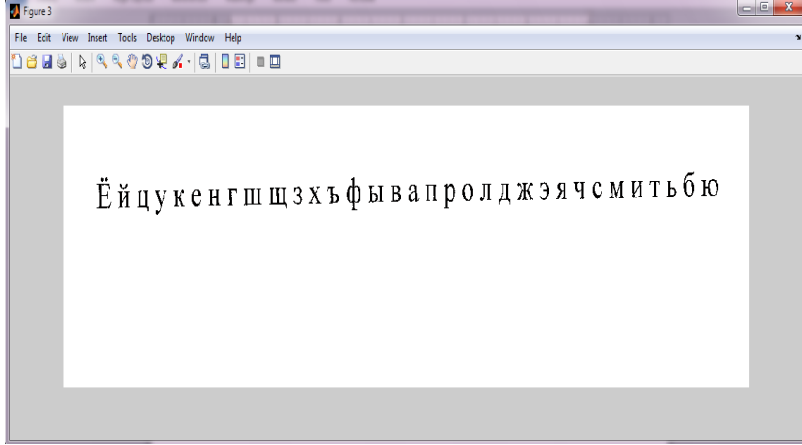 Figure 3
File Edit View Insert Tools Desktop Window Help
Ё й ц у к е н г ш щ з х ъ ф ы в а п р о л д ж э я ч с м и т ь б ю